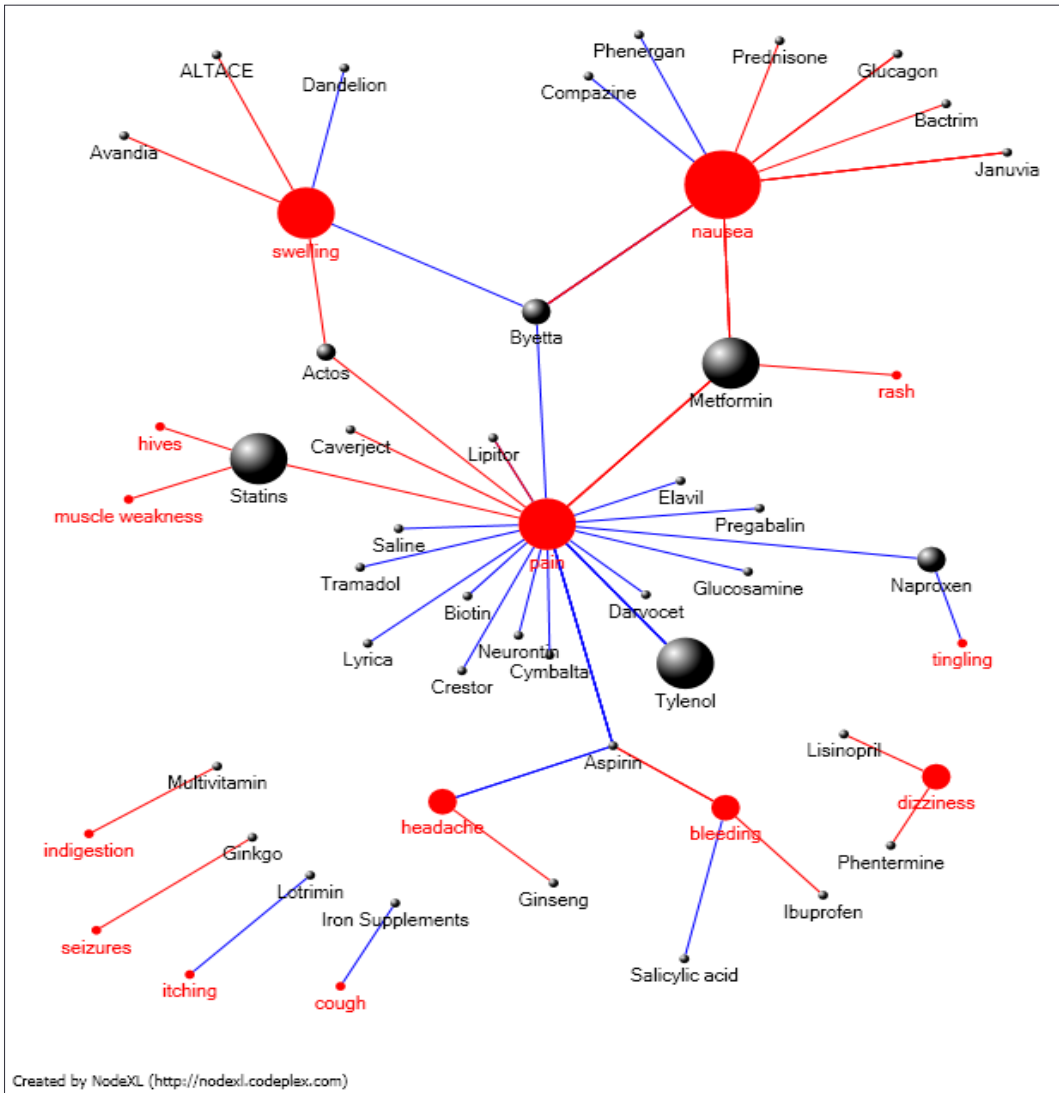 Phenergan
Prednisone
ALTACE
Glucagon
Dandelion
Compazine
Bactrim
Avandia
Januvia
nausea
swelling
Byetta
Actos
Metformin
rash
hives
Caverject
Lipitor
Statins
Elavil
muscle weakness
Pregabalin
Saline
pain
Tramadol
Glucosamine
Naproxen
Biotin
Darvocet
Lyrica
Neurontin
tingling
Cymbalta
Crestor
Tylenol
Lisinopril
Aspirin
Multivitamin
dizziness
headache
bleeding
indigestion
Ginkgo
Phentermine
Lotrimin
Ginseng
Ibuprofen
Iron Supplements
seizures
Salicylic acid
itching
cough
Created by NodeXL (http://nodexl.codeplex.com)